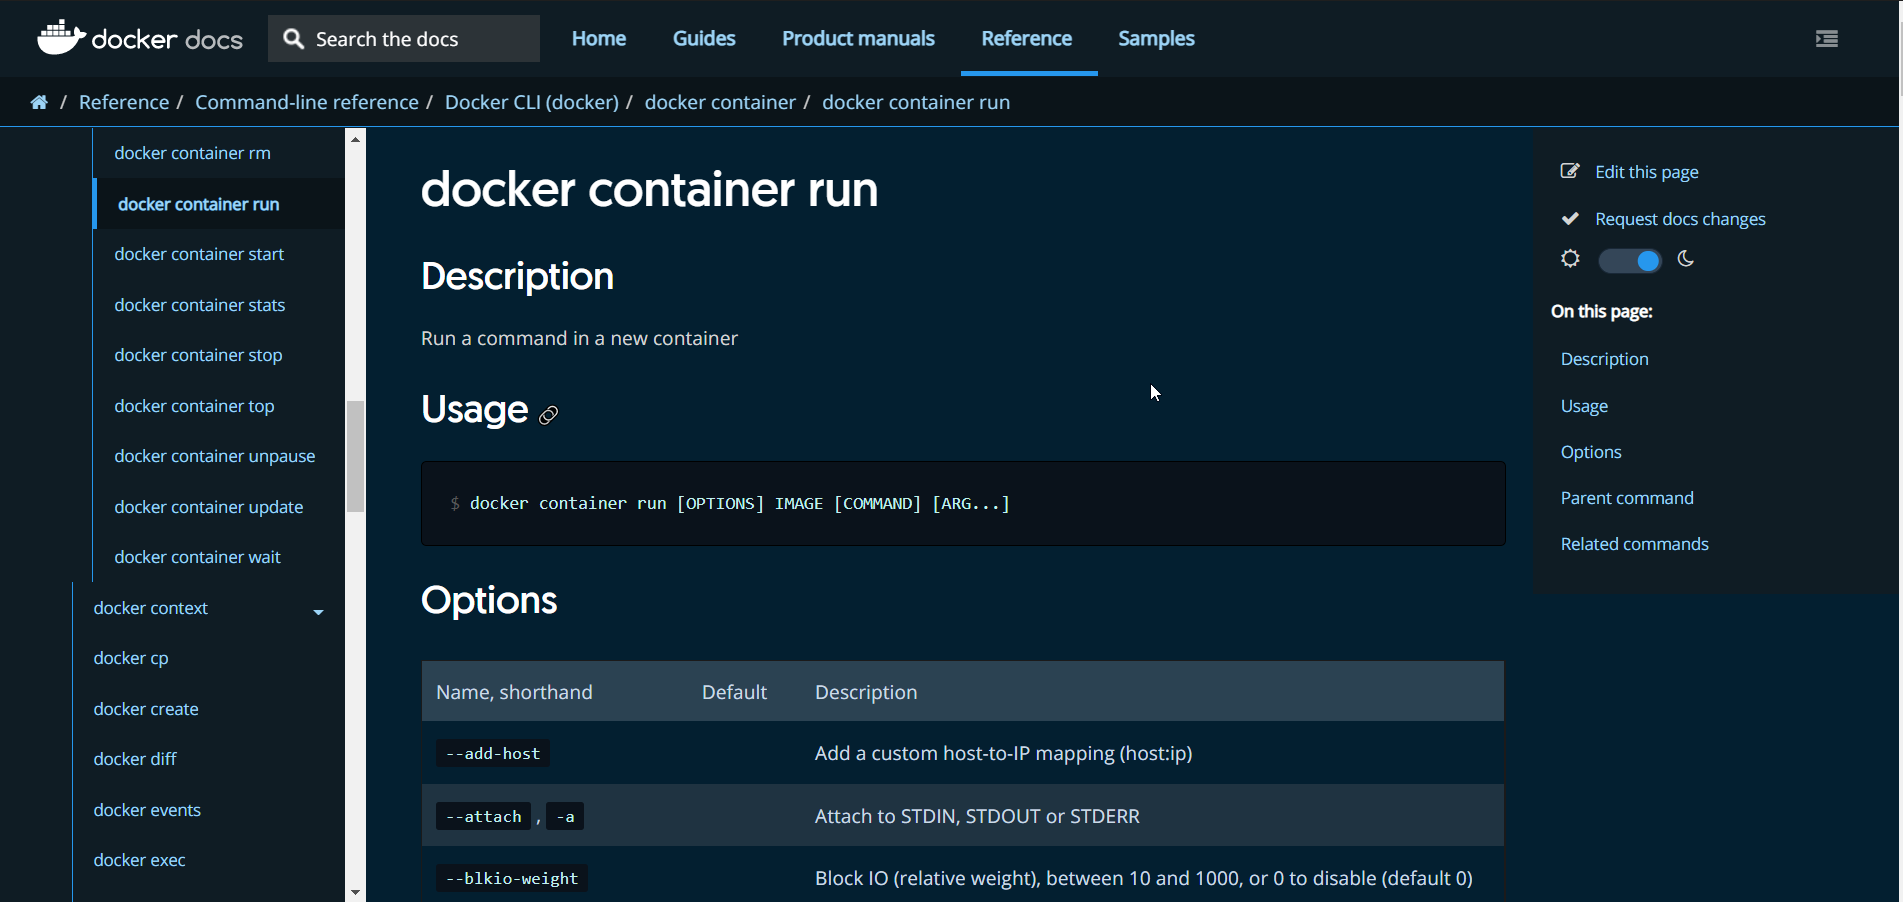 docker docs
Search the docs
Home Guides Product manuals Reference Samples
/ Reference / Command-line reference / Docker CLI (docker) / docker container / docker container run
docker container rm
docker container run
docker container start
docker container stats
docker container stop
docker container top
docker container unpause
docker container update
docker container wait
docker context
docker cp
docker create
docker diff
docker events
docker exec
docker container run
Description
Run a command in a new container
Usage
$ docker container run [OPTIONS] IMAGE [COMMAND] [ARG...]
Options
Name, shorthand Default Description
--add-host Add a custom host-to-IP mapping (host:ip)
--attach , -a Attach to STDIN, STDOUT or STDERR
--blkio-weight Block IO (relative weight), between 10 and 1000, or 0 to disable (default 0)
Edit this page
Request docs changes
On this page:
Description
Usage
Options
Parent command
Related commands